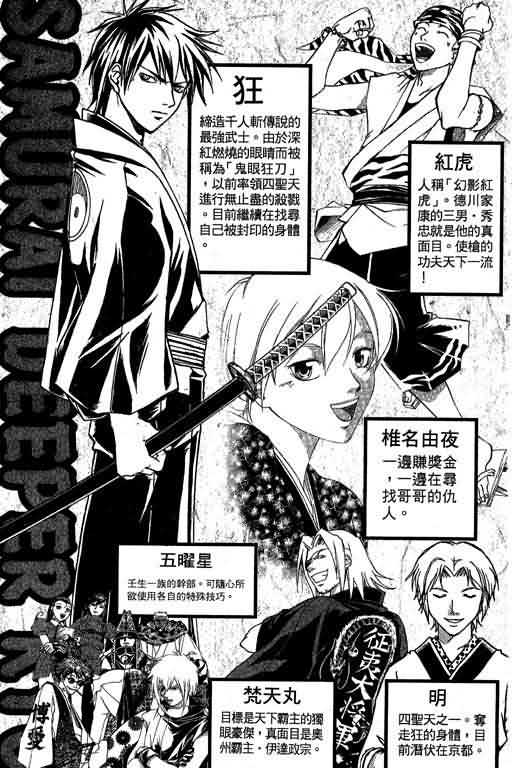 SAMURAI DEEPER KYO
狂
締造千人斬傳說的
最強武士。由於深
紅燃燒的眼睛而被
稱為「鬼眼狂刀」
，以前率領四聖天
進行無止盡的殺戮
。目前繼續在找尋
自己被封印的身體
。
紅虎
人稱「幻影紅
虎」。德川家
康的三男‧秀
忠就是他的真
面目。使槍的
功夫天下一流
！
椎名由夜
一邊賺獎金
，一邊在尋
找哥哥的仇
人。
五曜星
壬生一族的幹部。可隨心所
欲使用各自的特殊技巧。
征夷大将軍
博愛
梵天丸
目標是天下霸主的獨
眼豪傑，真面目是奧
州霸主‧伊達政宗。
明
四聖天之一。奪
走狂的身體，目
前潛伏在京都。